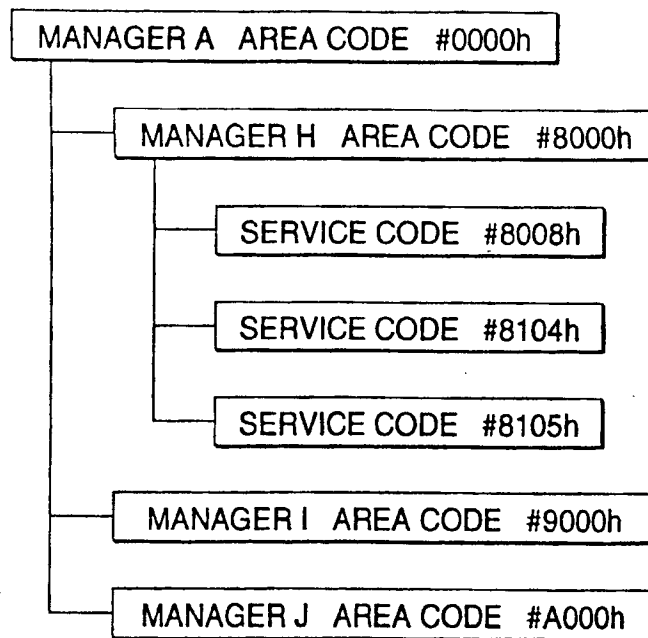 MANAGER A AREA CODE #0000h
MANAGER H AREA CODE #8000h
SERVICE CODE #8008h
SERVICE CODE #8104h
SERVICE CODE #8105h
MANAGER I AREA CODE #9000h
MANAGER J AREA CODE #A000h